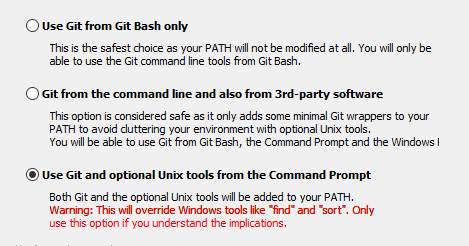 Use Git from Git Bash only
This is the safest choice as your PATH will not be modified at all. You will only be
able to use the Git command line tools from Git Bash.
Git from the command line and also from 3rd-party software
This option is considered safe as it only adds some minimal Git wrappers to your
PATH to avoid cluttering your environment with optional Unix tools.
You will be able to use Git from Git Bash, the Command Prompt and the Windows
Use Git and optional Unix tools from the Command Prompt
Both Git and the optional Unix tools will be added to your PATH.
Warning: This will override Windows tools like "find" and "sort". Only
use this option if you understand the implications.